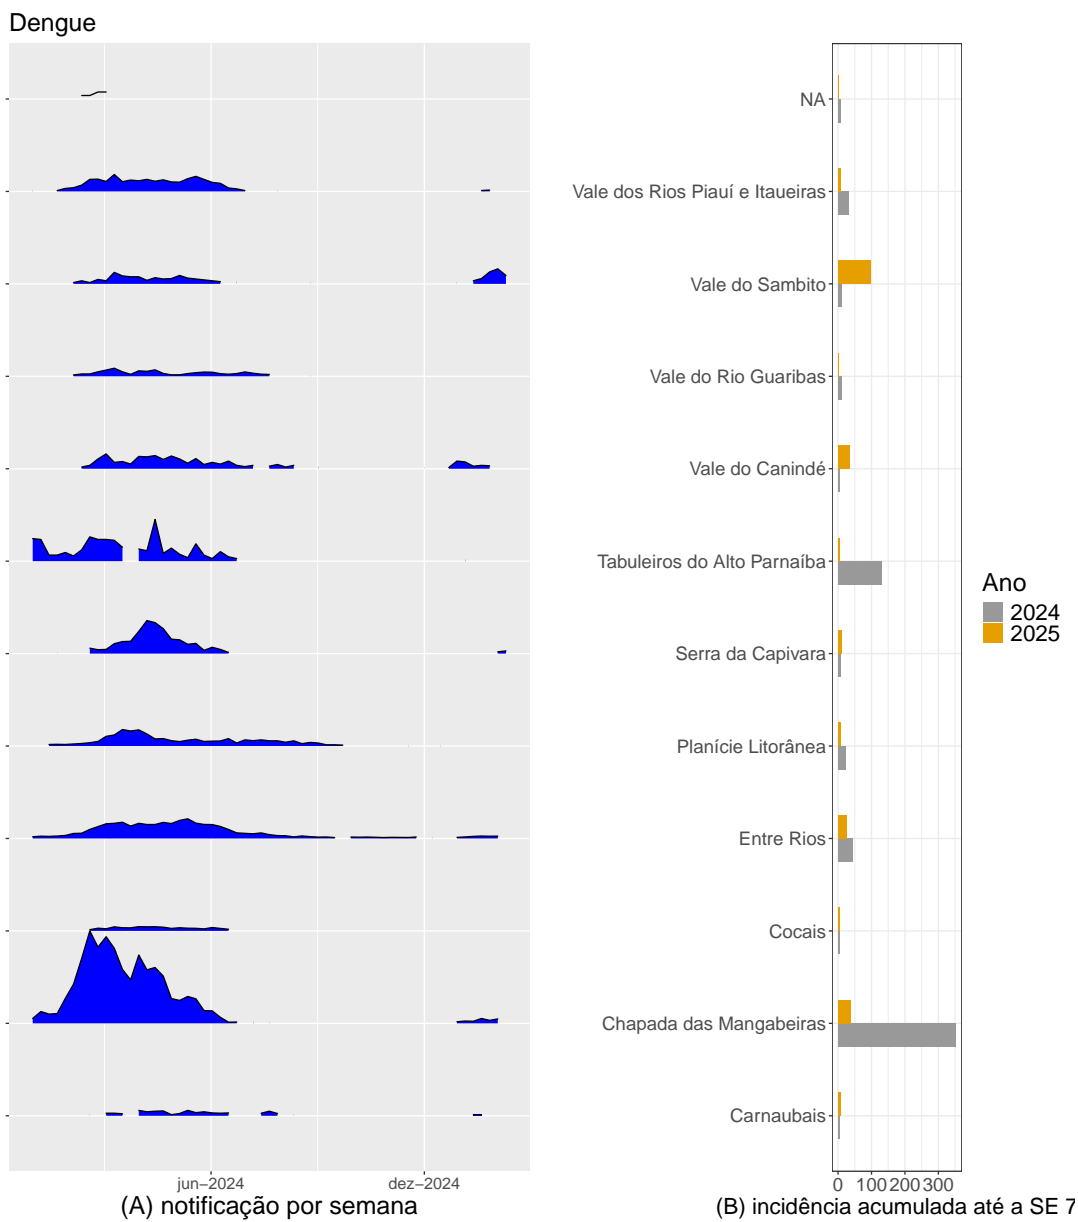 Dengue
NA
Vale dos Rios Piauí e Itaueiras
Vale do Sambito
Vale do Rio Guaribas
Vale do Canindé
Tabuleiros do Alto Parnaíba
Serra da Capivara
Planície Litorânea
Entre Rios
Cocais
Chapada das Mangabeiras
Carnaubais
Ano
2024
2025
jun−2024 dez−2024
0 100 200 300
(A) notificação por semana
(B) incidência acumulada até a SE 7